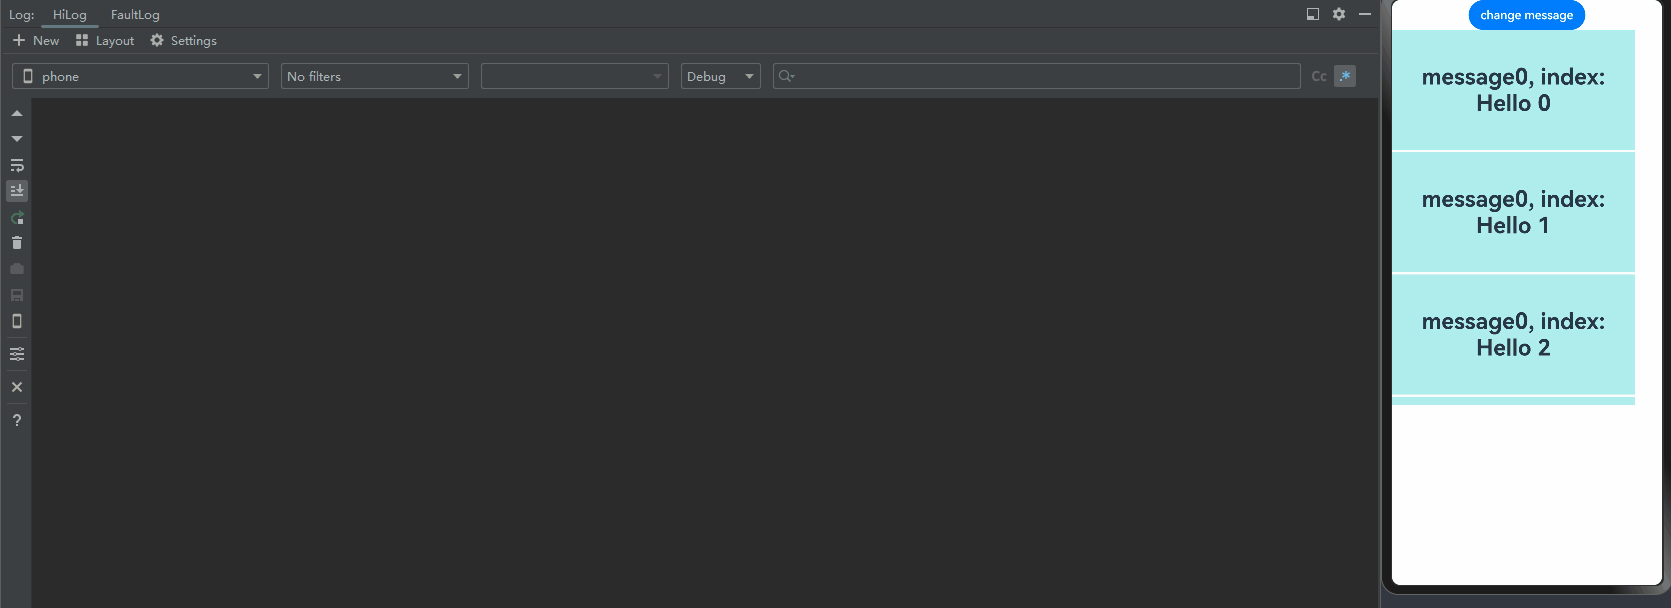 Log: HiLog FaultLog
New Layout Settings
phone No filters Debug Cc .*
?
change message
message0, index:
Hello 0
message0, index:
Hello 1
message0, index:
Hello 2